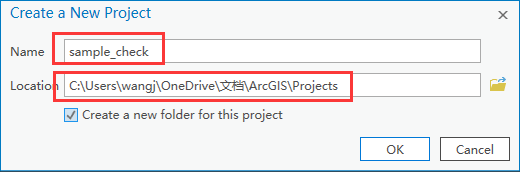 Create a New Project
Name sample_check
Location C:\Users\wangj\OneDrive\文档\ArcGIS\Projects
Create a new folder for this project
OK Cancel